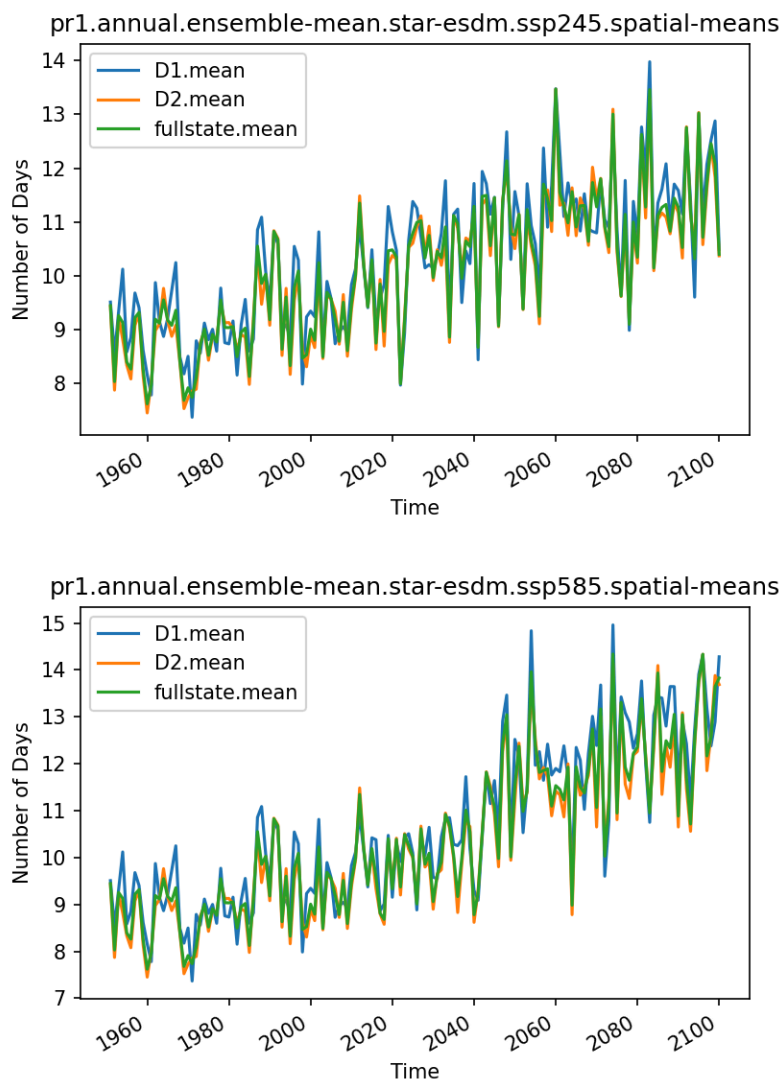 pr1.annual.ensemble-mean.star-esdm.ssp245.spatial-means
D1.mean
D2.mean
fullstate.mean
14
13
12
11
10
9
8
Number of Days
1960
1980
2000
2020
2040
2060
2080
2100
Time
pr1.annual.ensemble-mean.star-esdm.ssp585.spatial-means
D1.mean
D2.mean
fullstate.mean
15
14
13
12
11
10
9
8
7
Number of Days
1960
1980
2000
2020
2040
2060
2080
2100
Time